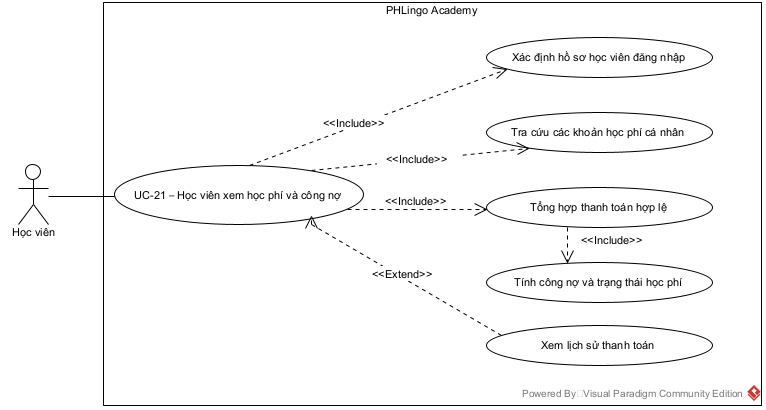 PHLingo Academy
Xác định hồ sơ học viên đăng nhập
<<Include>>
Tra cứu các khoản học phí cá nhân
<<Include>>
UC-21 – Học viên xem học phí và công nợ
<<Include>>
Tổng hợp thanh toán hợp lệ
Học viên
<<Include>>
<<Extend>>
Tính công nợ và trạng thái học phí
Xem lịch sử thanh toán
Powered By Visual Paradigm Community Edition